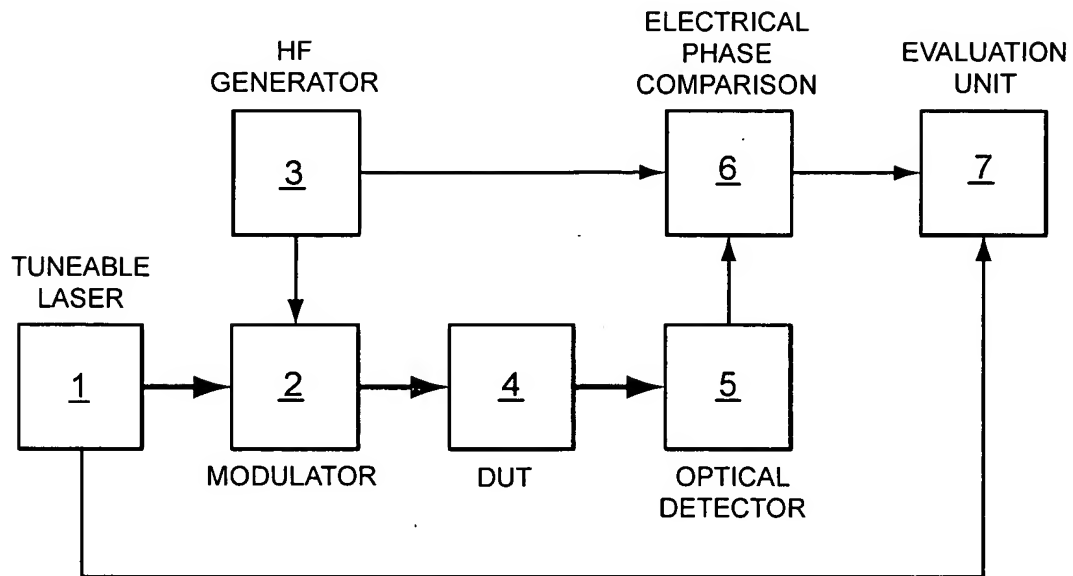 HF
GENERATOR
ELECTRICAL
PHASE
COMPARISON
EVALUATION
UNIT
3
6
7
TUNEABLE
LASER
1
2
4
5
MODULATOR
DUT
OPTICAL
DETECTOR